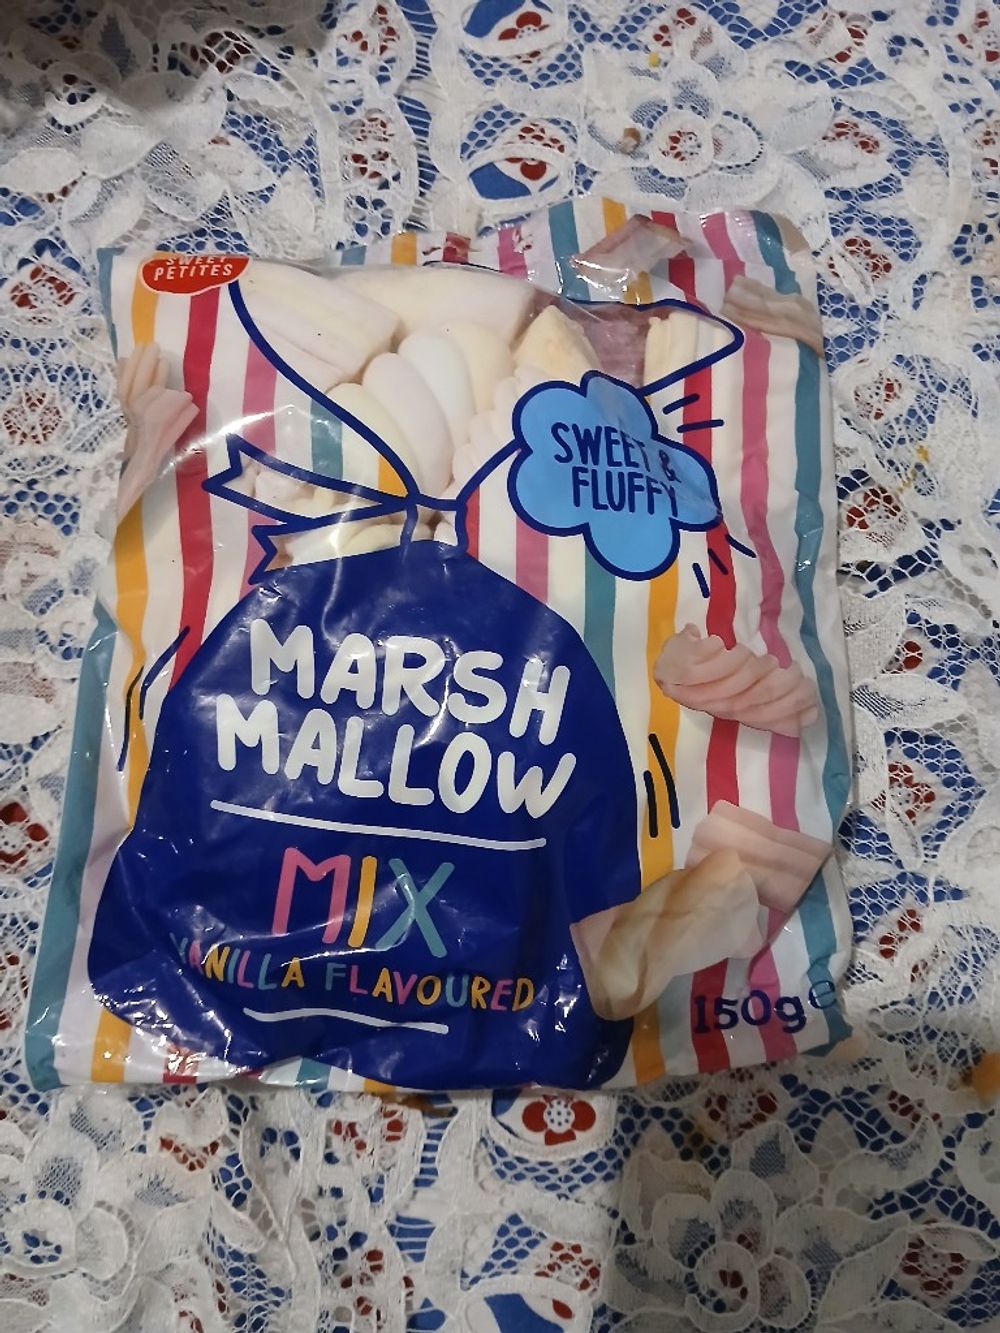 SWEET
PETITES
SWEET &
FLUFFY
MARSH
MALLOW
MIX
VANILLA FLAVOURED
150g e